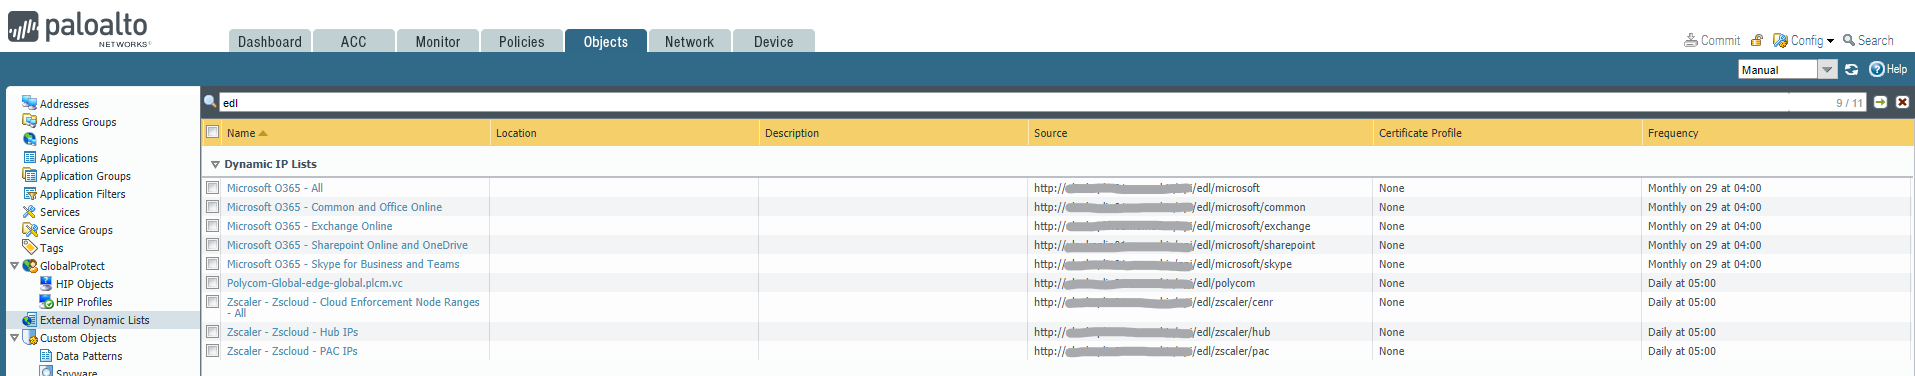 paloalto
NETWORKS
Dashboard ACC Monitor Policies Objects Network Device
Commit Config Search
Manual Help
edl 9 / 11
Name Location Description Source Certificate Profile Frequency
Dynamic IP Lists
Microsoft O365 - All http:// /edl/microsoft None Monthly on 29 at 04:00
Microsoft O365 - Common and Office Online http:// /edl/microsoft/common None Monthly on 29 at 04:00
Microsoft O365 - Exchange Online http:// /edl/microsoft/exchange None Monthly on 29 at 04:00
Microsoft O365 - Sharepoint Online and OneDrive http:// /edl/microsoft/sharepoint None Monthly on 29 at 04:00
Microsoft O365 - Skype for Business and Teams http:// /edl/microsoft/skype None Monthly on 29 at 04:00
Polycom-Global-edge-global.plcm.vc http:// /edl/polycom None Daily at 05:00
Zscaler - Zscloud - Cloud Enforcement Node Ranges http:// /edl/zscaler/cenr None Daily at 05:00
- All
Zscaler - Zscloud - Hub IPs http:// /edl/zscaler/hub None Daily at 05:00
Zscaler - Zscloud - PAC IPs http:// /edl/zscaler/pac None Daily at 05:00
Addresses
Address Groups
Regions
Applications
Application Groups
Application Filters
Services
Service Groups
Tags
GlobalProtect
HIP Objects
HIP Profiles
External Dynamic Lists
Custom Objects
Data Patterns
Spyware